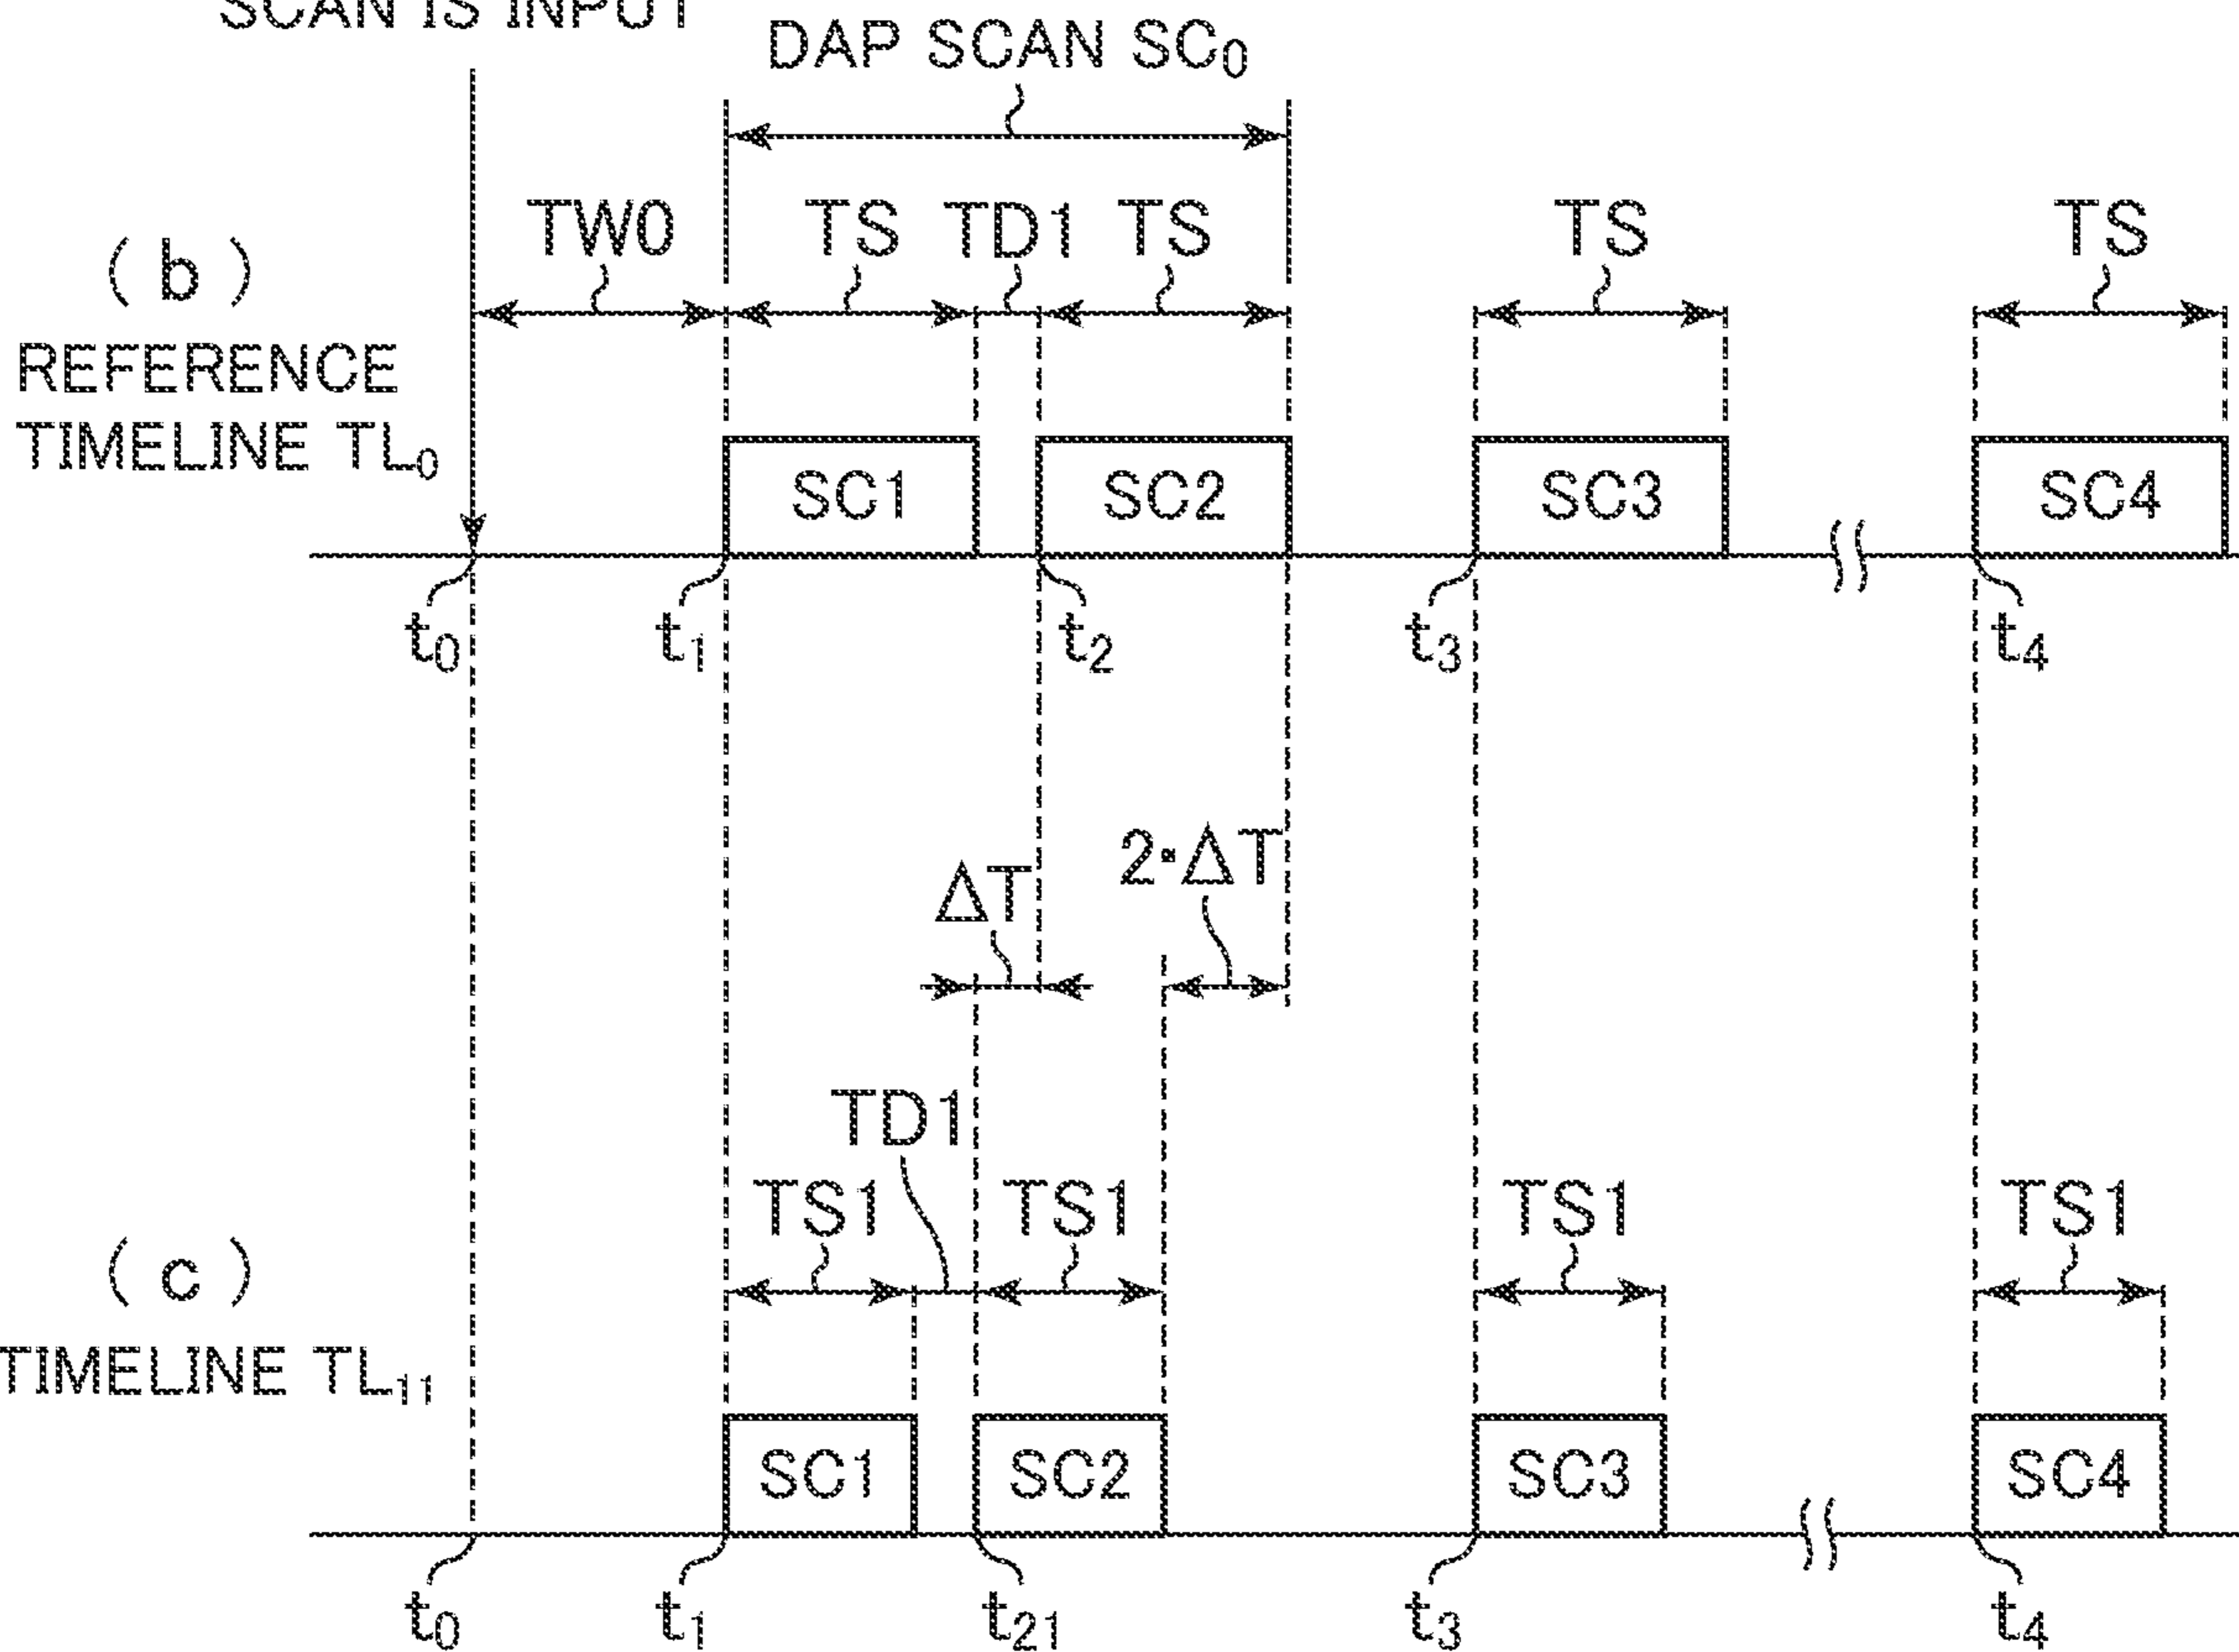 SCAN IS INPUT
DAP SCAN SC0
TW0 TS TD1 TS TS TS
( b )
REFERENCE
TIMELINE TL0
SC1 SC2 SC3 SC4
t0 t1 t2 t3 t4
ΔT 2・ΔT
TD1
TS1 TS1 TS1 TS1
( c )
TIMELINE TL11
SC1 SC2 SC3 SC4
t0 t1 t21 t3 t4